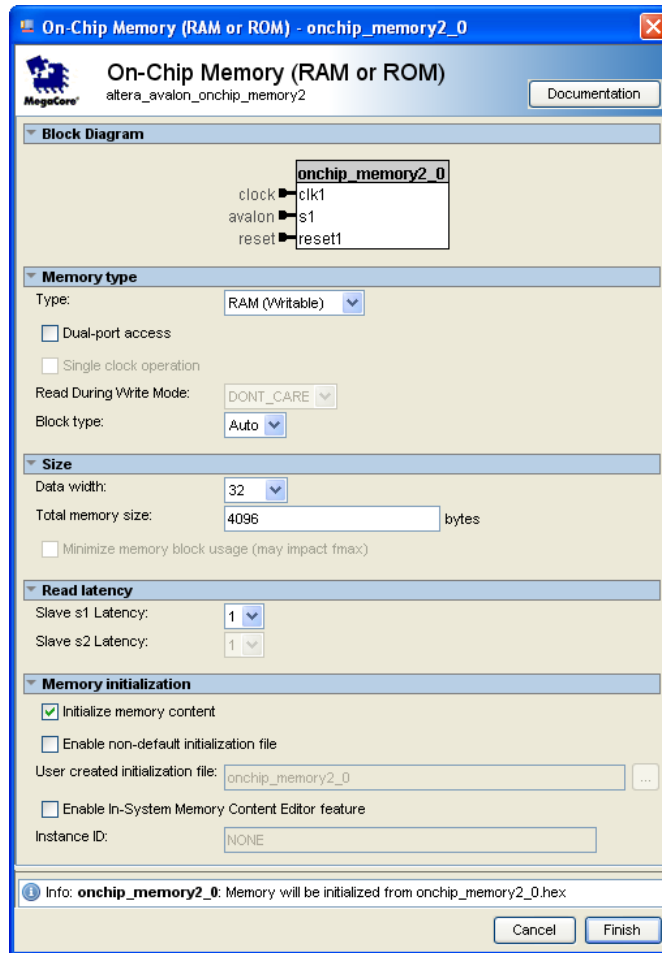 On-Chip Memory (RAM or ROM) - onchip_memory2_0
MegaCore®
On-Chip Memory (RAM or ROM)
altera_avalon_onchip_memory2
Documentation
Block Diagram
onchip_memory2_0
clock clk1
avalon s1
reset reset1
Memory type
Type: RAM (Writable)
Dual-port access
Single clock operation
Read During Write Mode: DONT_CARE
Block type: Auto
Size
Data width: 32
Total memory size: 4096 bytes
Minimize memory block usage (may impact fmax)
Read latency
Slave s1 Latency: 1
Slave s2 Latency: 1
Memory initialization
Initialize memory content
Enable non-default initialization file
User created initialization file: onchip_memory2_0 ...
Enable In-System Memory Content Editor feature
Instance ID: NONE
Info: onchip_memory2_0: Memory will be initialized from onchip_memory2_0.hex
Cancel Finish